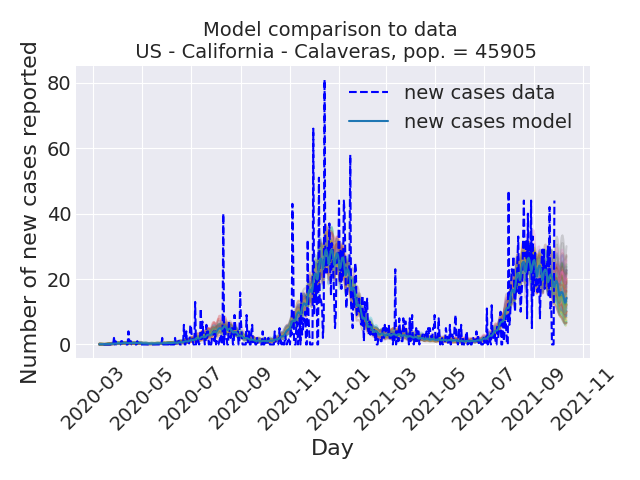 Model comparison to data
US - California - Calaveras, pop. = 45905
Number of new cases reported
80
60
40
20
0
new cases data
new cases model
2020-03
2020-05
2020-07
2020-09
2020-11
2021-01
2021-03
2021-05
2021-07
2021-09
2021-11
Day